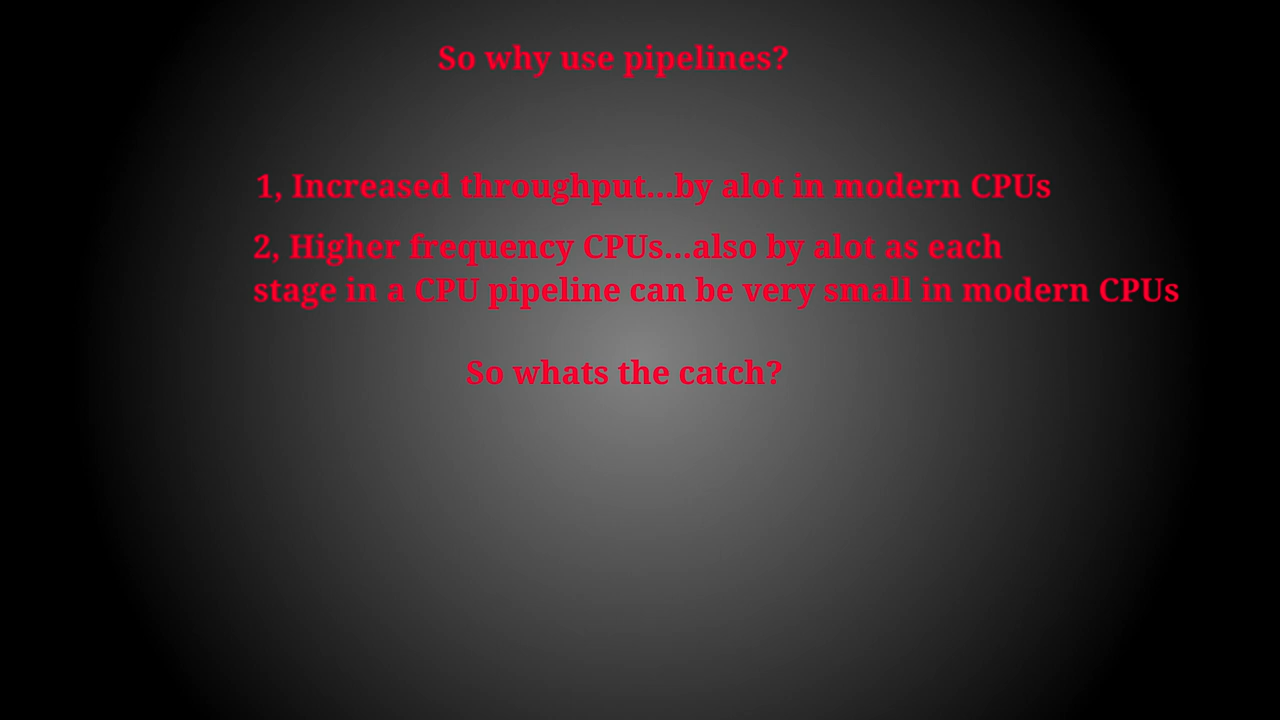 So why use pipelines?
1, Increased throughput...by alot in modern CPUs
2, Higher frequency CPUs...also by alot as each
stage in a CPU pipeline can be very small in modern CPUs
So whats the catch?